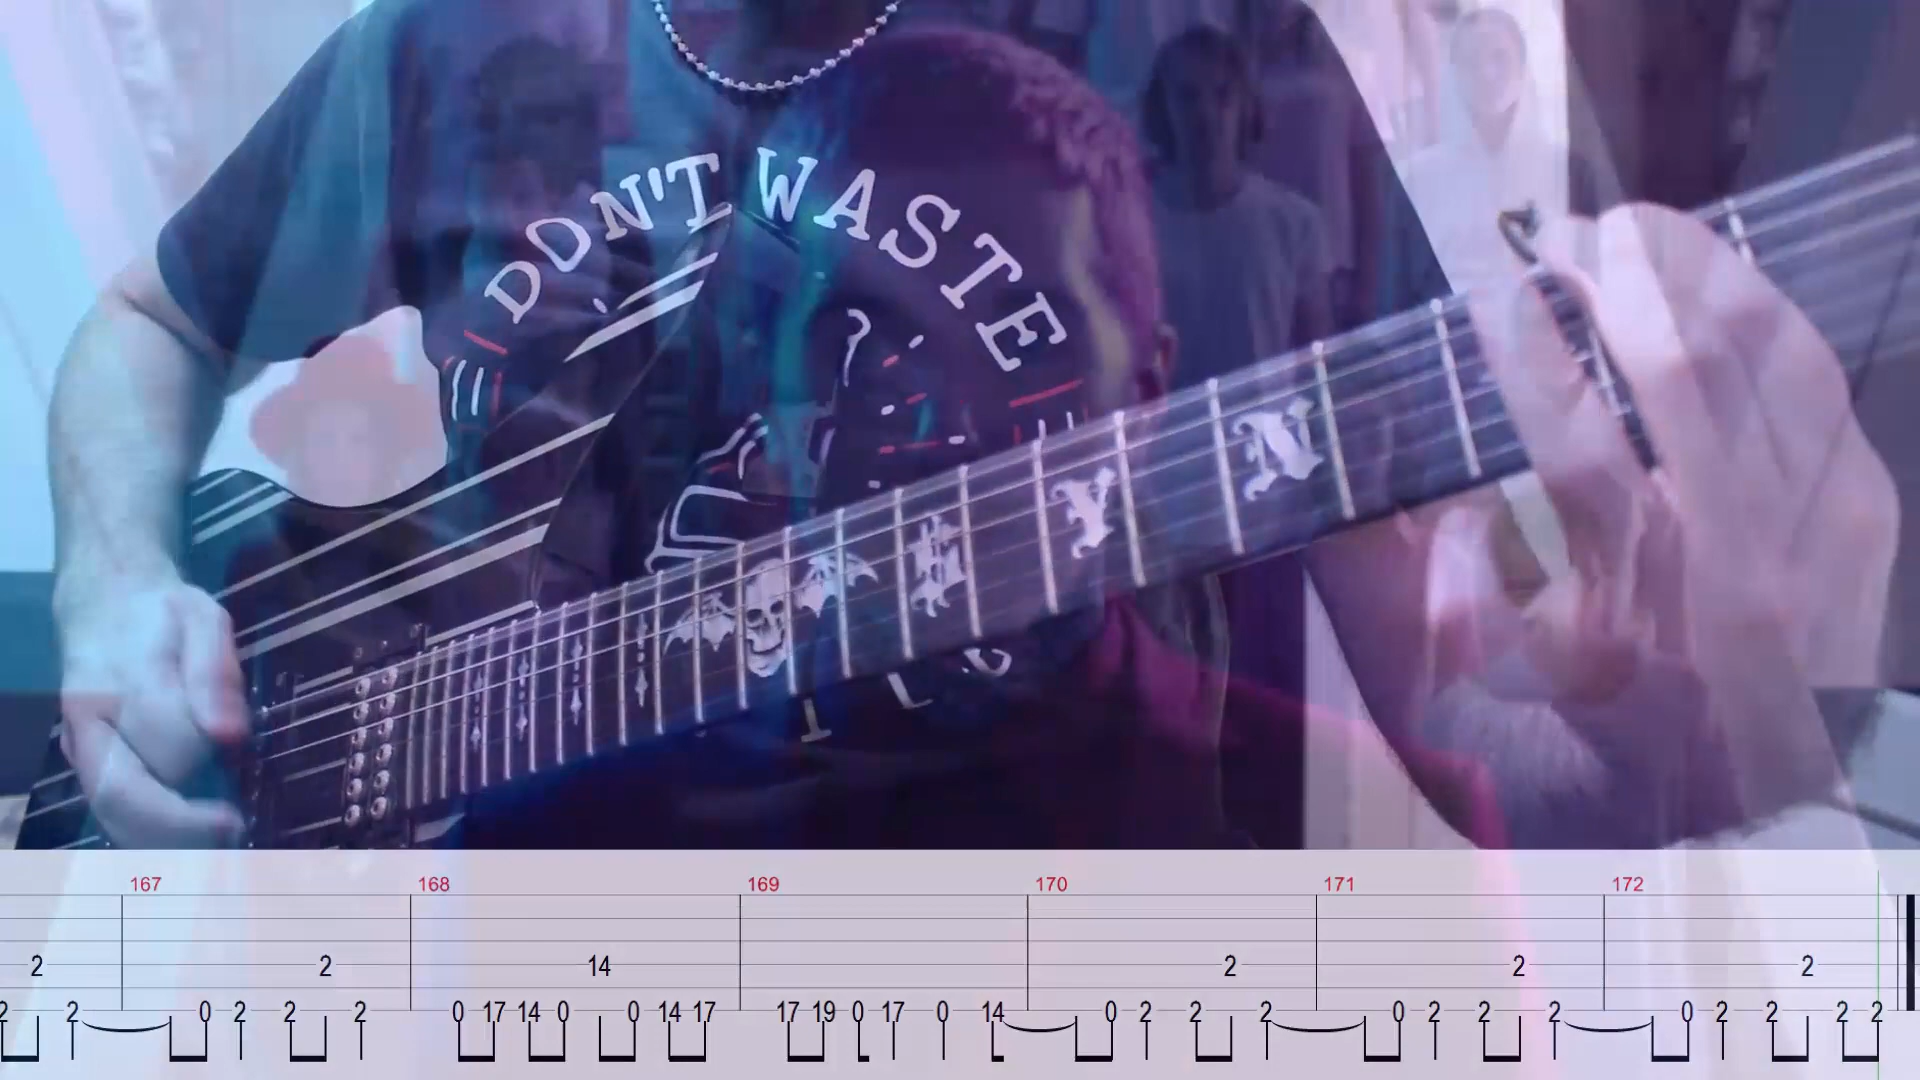 DON'T WASTE
$ Y N
167 168 169 170 171 172
2 2 14 2 2 2
2 2 0 2 2 2 0 17 14 0 0 14 17 17 19 0 17 0 14 0 2 2 2 0 2 2 2 0 2 2 2 2